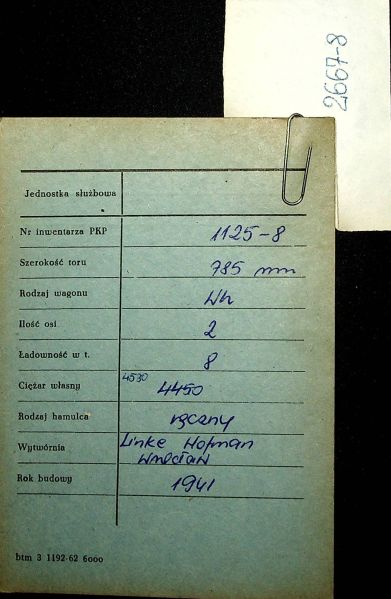 2667-8
Jednostka służbowa
Nr inwentarza PKP 1125-8
Szerokość toru 785 mm
Rodzaj wagonu Wh
Ilość osi 2
Ładowność w t. 8
Ciężar własny 4530 4450
Rodzaj hamulca ręczny
Wytwórnia Linke Hofman
Wrocław
Rok budowy 1941
btm 3 1192-62 6000